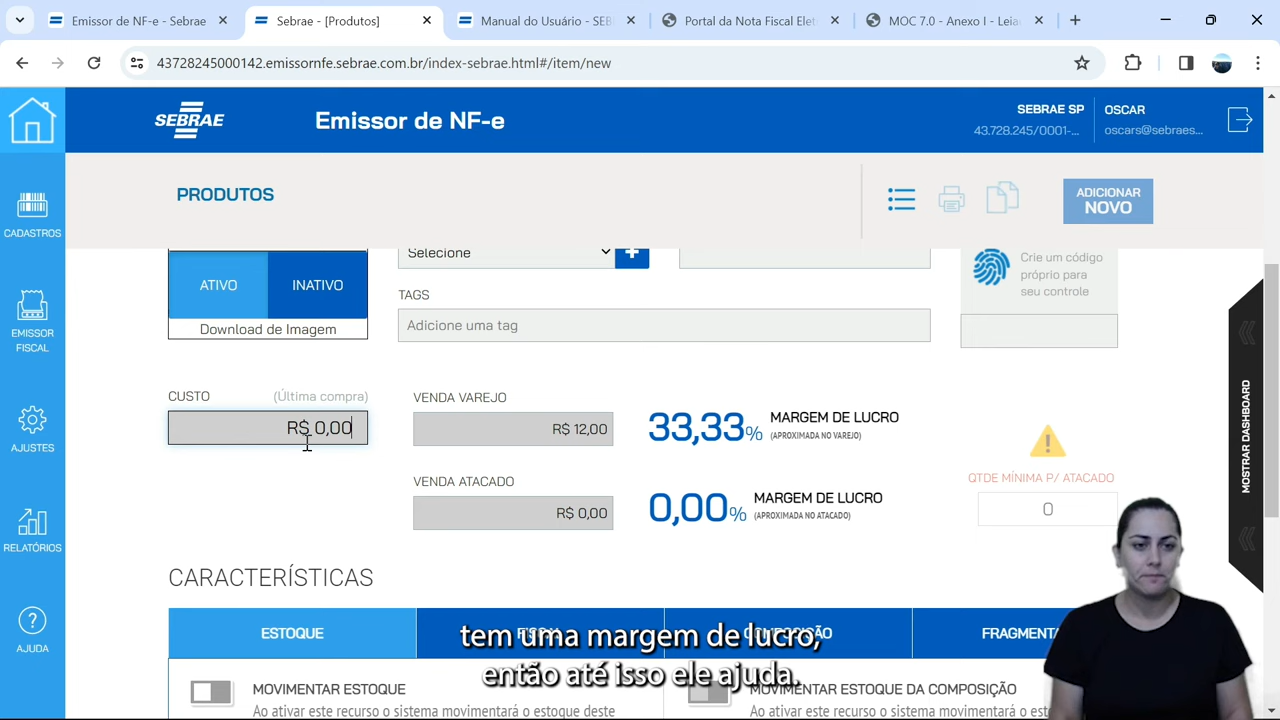 Emissor de NF-e - Sebrae
Sebrae - [Produtos]
Manual do Usuário - SEB
Portal da Nota Fiscal Elet
MOC 7.0 - Anexo I - Leia
43728245000142.emissornfe.sebrae.com.br/index-sebrae.html#/item/new
SEBRAE
Emissor de NF-e
SEBRAE SP
43.728.245/0001-...
OSCAR
oscars@sebraes...
PRODUTOS
ADICIONAR
NOVO
CADASTROS
EMISSOR
FISCAL
AJUSTES
RELATÓRIOS
AJUDA
ATIVO
INATIVO
Download de Imagem
Selecione
TAGS
Adicione uma tag
Crie um código
próprio para
seu controle
CUSTO
(Última compra)
R$ 0,00
VENDA VAREJO
R$ 12,00
33,33%
MARGEM DE LUCRO
(APROXIMADA NO VAREJO)
VENDA ATACADO
R$ 0,00
0,00%
MARGEM DE LUCRO
(APROXIMADA NO ATACADO)
QTDE MÍNIMA P/ ATACADO
0
MOSTRAR DASHBOARD
CARACTERÍSTICAS
ESTOQUE
FRAGMENTA
tem uma margem de lucro,
então até isso ele ajuda.
MOVIMENTAR ESTOQUE
Ao ativar este recurso o sistema movimentará o estoque deste
MOVIMENTAR ESTOQUE DA COMPOSIÇÃO
Ao ativar este recurso o sistema movimentará o